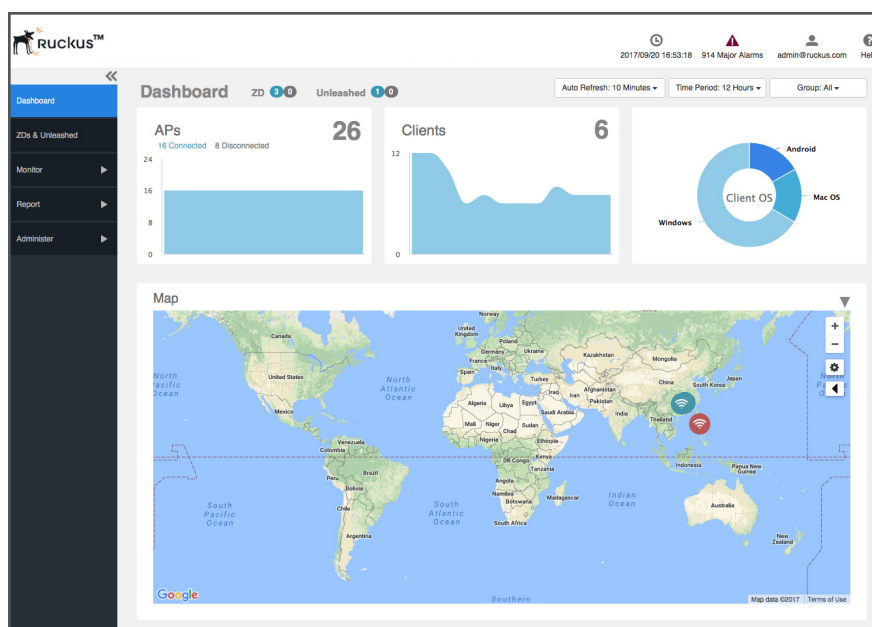 RUCKUS™
2017/09/20 16:53:18
914 Major Alarms
admin@ruckus.com
Dashboard
ZDs & Unleashed
Monitor
Report
Administer
Dashboard
ZD 3 0
Unleashed 1 0
Auto Refresh: 10 Minutes
Time Period: 12 Hours
Group: All
APs
26
16 Connected 8 Disconnected
24
16
8
0
Clients
6
12
0
Android
Mac OS
Windows
Client OS
Map
Norway
Canada
United
Kingdom
Poland
Germany
Ukraine
France
Kazakhstan
Mongolia
Italy
Spain
Turkey
United States
North
Atlantic
Ocean
China
South Korea
Japan
Afghanistan
Iraq
Iran
Pakistan
Algeria
Libya
Egypt
Saudi Arabia
India
Thailand
Mexico
Mali
Niger
Chad
Sudan
Nigeria
Ethiopia
Venezuela
Colombia
DR Congo
Kenya
Tanzania
Indonesia
Papua New
Guinea
Peru
Brazil
Bolivia
Angola
Namibia
Botswana
Madagascar
Indian
Ocean
Australia
South
Pacific
Ocean
Chile
South
Atlantic
Ocean
South Africa
Argentina
New
Zealand
Southern
Google
Map data ©2017
Terms of Use